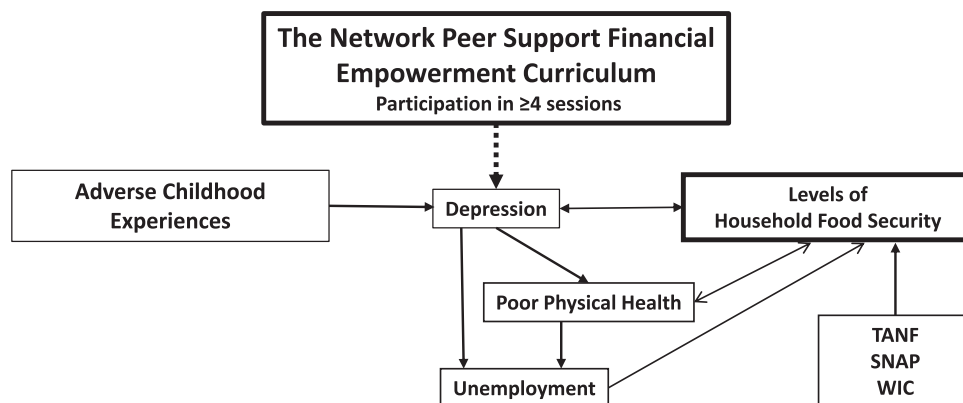 The Network Peer Support Financial
Empowerment Curriculum
Participation in ≥4 sessions
Adverse Childhood
Experiences
Depression
Levels of
Household Food Security
Poor Physical Health
Unemployment
TANF
SNAP
WIC